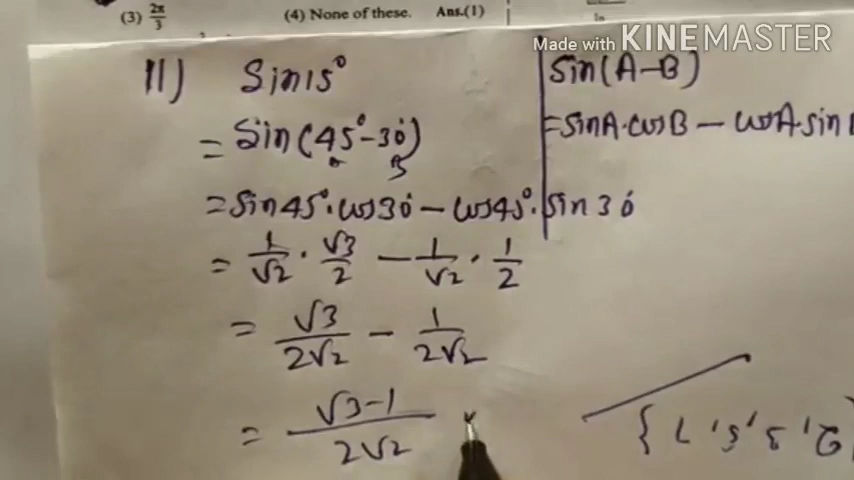 (3) 2π/3 (4) None of these. Ans.(1)
Made with KINEMASTER
11) Sin15°
= Sin(45°-30°)
A B
= Sin45°.cos30° - cos45°.sin30°
= 1/√2 . √3/2 - 1/√2 . 1/2
= √3/2√2 - 1/2√2
= √3-1/2√2
Sin(A-B)
=sinA.cosB - cosA.sin